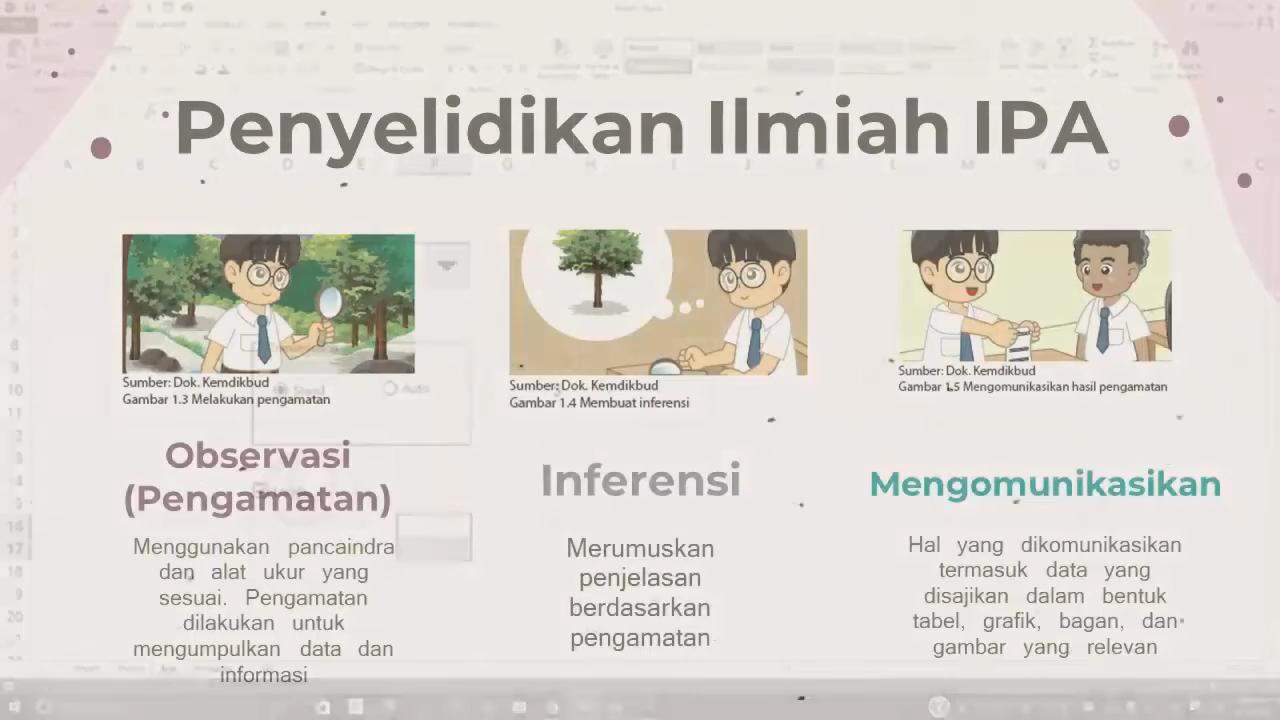 Penyelidikan Ilmiah IPA
Sumber: Dok. Kemdikbud
Gambar 1.3 Melakukan pengamatan
Sumber: Dok. Kemdikbud
Gambar 1.4 Membuat inferensi
Sumber: Dok. Kemdikbud
Gambar 1.5 Mengomunikasikan hasil pengamatan
Observasi
(Pengamatan)
Menggunakan pancaindra
dan alat ukur yang
sesuai. Pengamatan
dilakukan untuk
mengumpulkan data dan
informasi
Inferensi
Merumuskan
penjelasan
berdasarkan
pengamatan
Mengomunikasikan
Hal yang dikomunikasikan
termasuk data yang
disajikan dalam bentuk
tabel, grafik, bagan, dan
gambar yang relevan